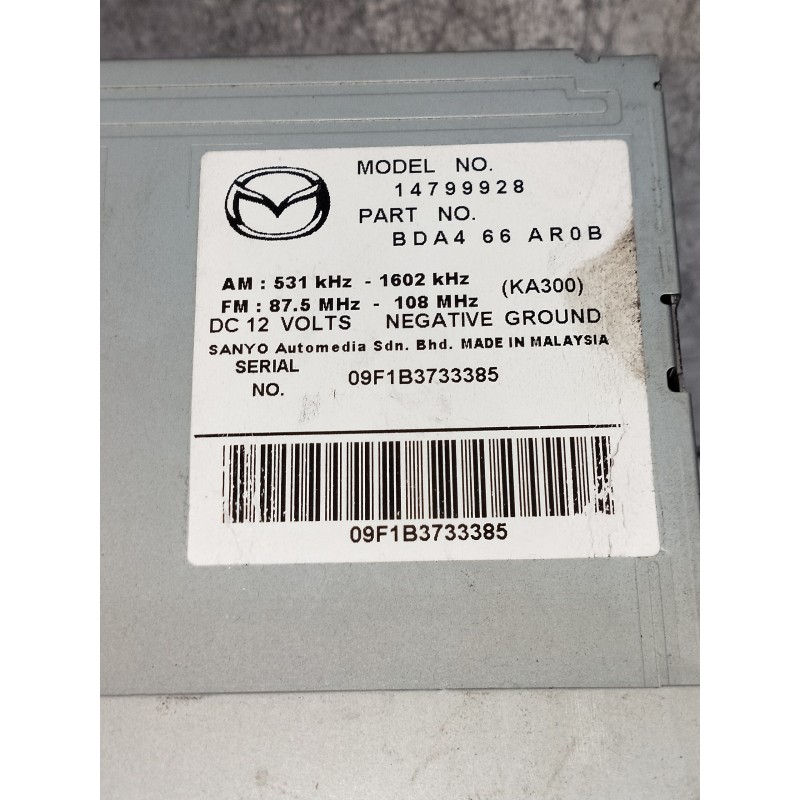 MODEL NO.
14799928
PART NO.
BDA4 66 AR0B
AM : 531 kHz - 1602 kHz
FM : 87.5 MHz - 108 MHz (KA300)
DC 12 VOLTS NEGATIVE GROUND
SANYO Automedia Sdn. Bhd. MADE IN MALAYSIA
SERIAL
NO. 09F1B3733385
09F1B3733385